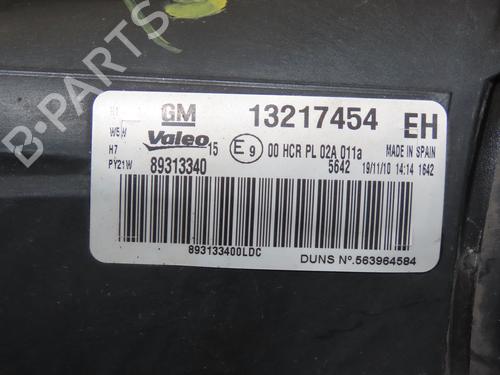 GM 13217454 EH
W5W Valeo 15 E9 00 HCR PL 02A 011a MADE IN SPAIN
H7
PY21W 89313340 5642 19/11/10 14:14 1642
893133400LDC
DUNS Nº.563964584
B-PARTS